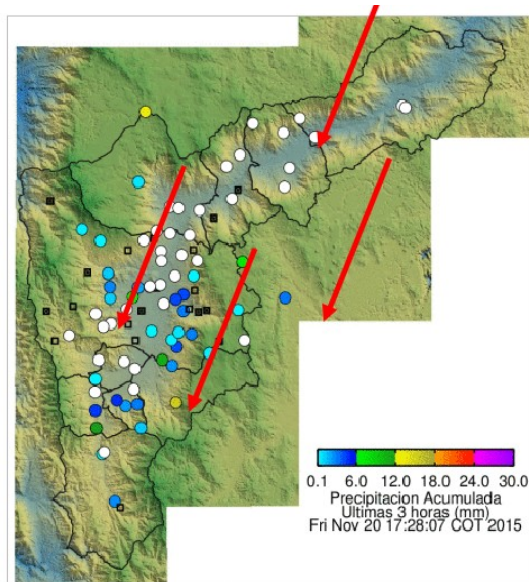 0.1 6.0 12.0 18.0 24.0 30.0
Precipitacion Acumulada
Ultimas 3 horas (mm)
Fri Nov 20 17:28:07 COT 2015